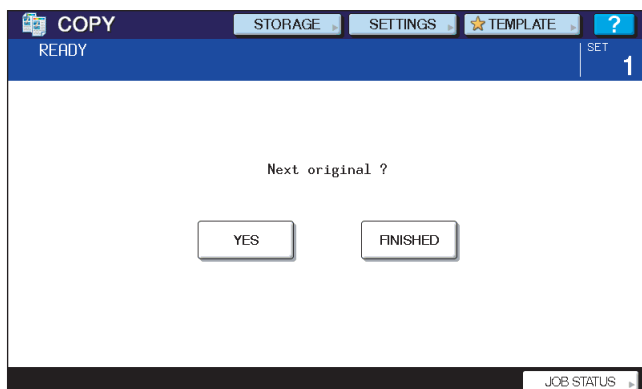 COPY STORAGE SETTINGS TEMPLATE ?
READY SET
1
Next original ?
YES FINISHED
JOB STATUS